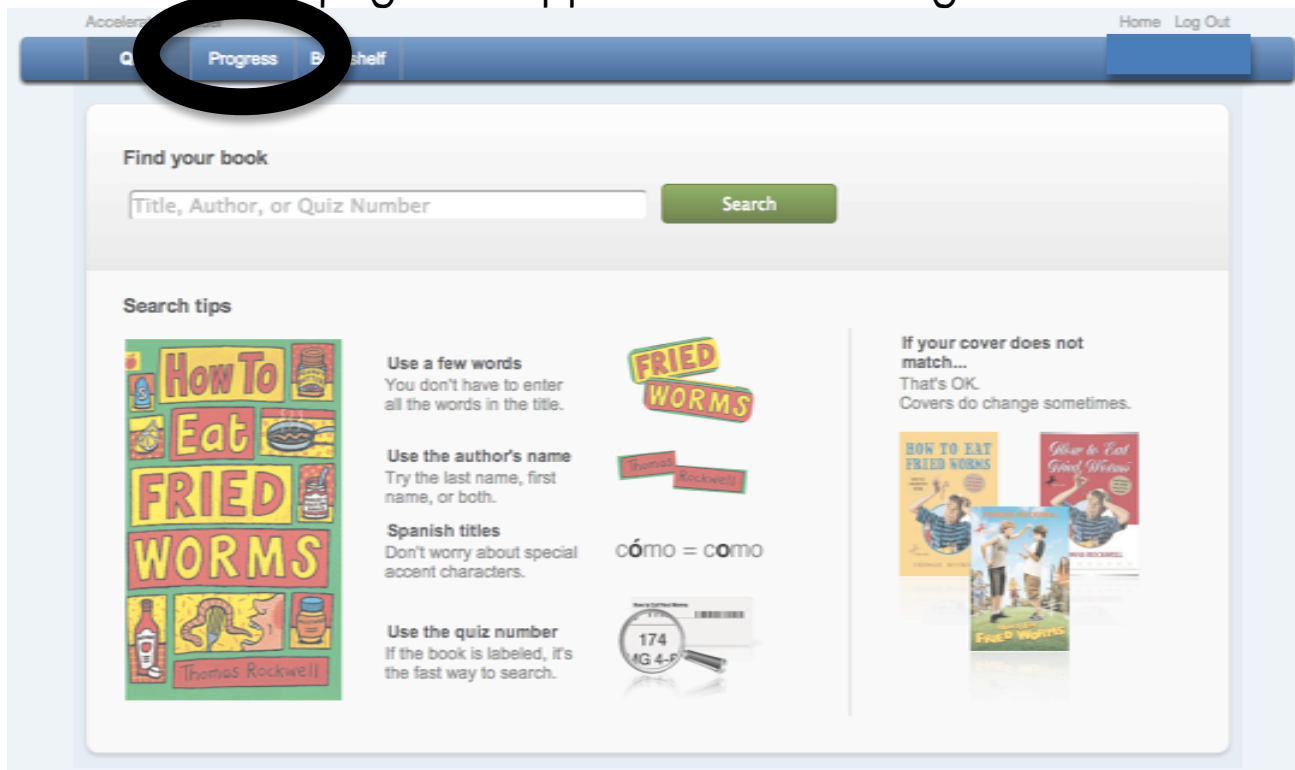 Home Log Out
Progress
Find your book
Title, Author, or Quiz Number
Search
Search tips
How To
Eat
FRIED
WORMS
Thomas Rockwell
Use a few words
You don't have to enter
all the words in the title.
FRIED
WORMS
Use the author's name
Try the last name, first
name, or both.
Thomas
Rockwell
Spanish titles
Don't worry about special
accent characters.
cómo = como
Use the quiz number
If the book is labeled, it's
the fast way to search.
174
If your cover does not
match...
That's OK.
Covers do change sometimes.
HOW TO EAT
FRIED WORMS
How to Eat
Fried Worms
FRIED WORMS